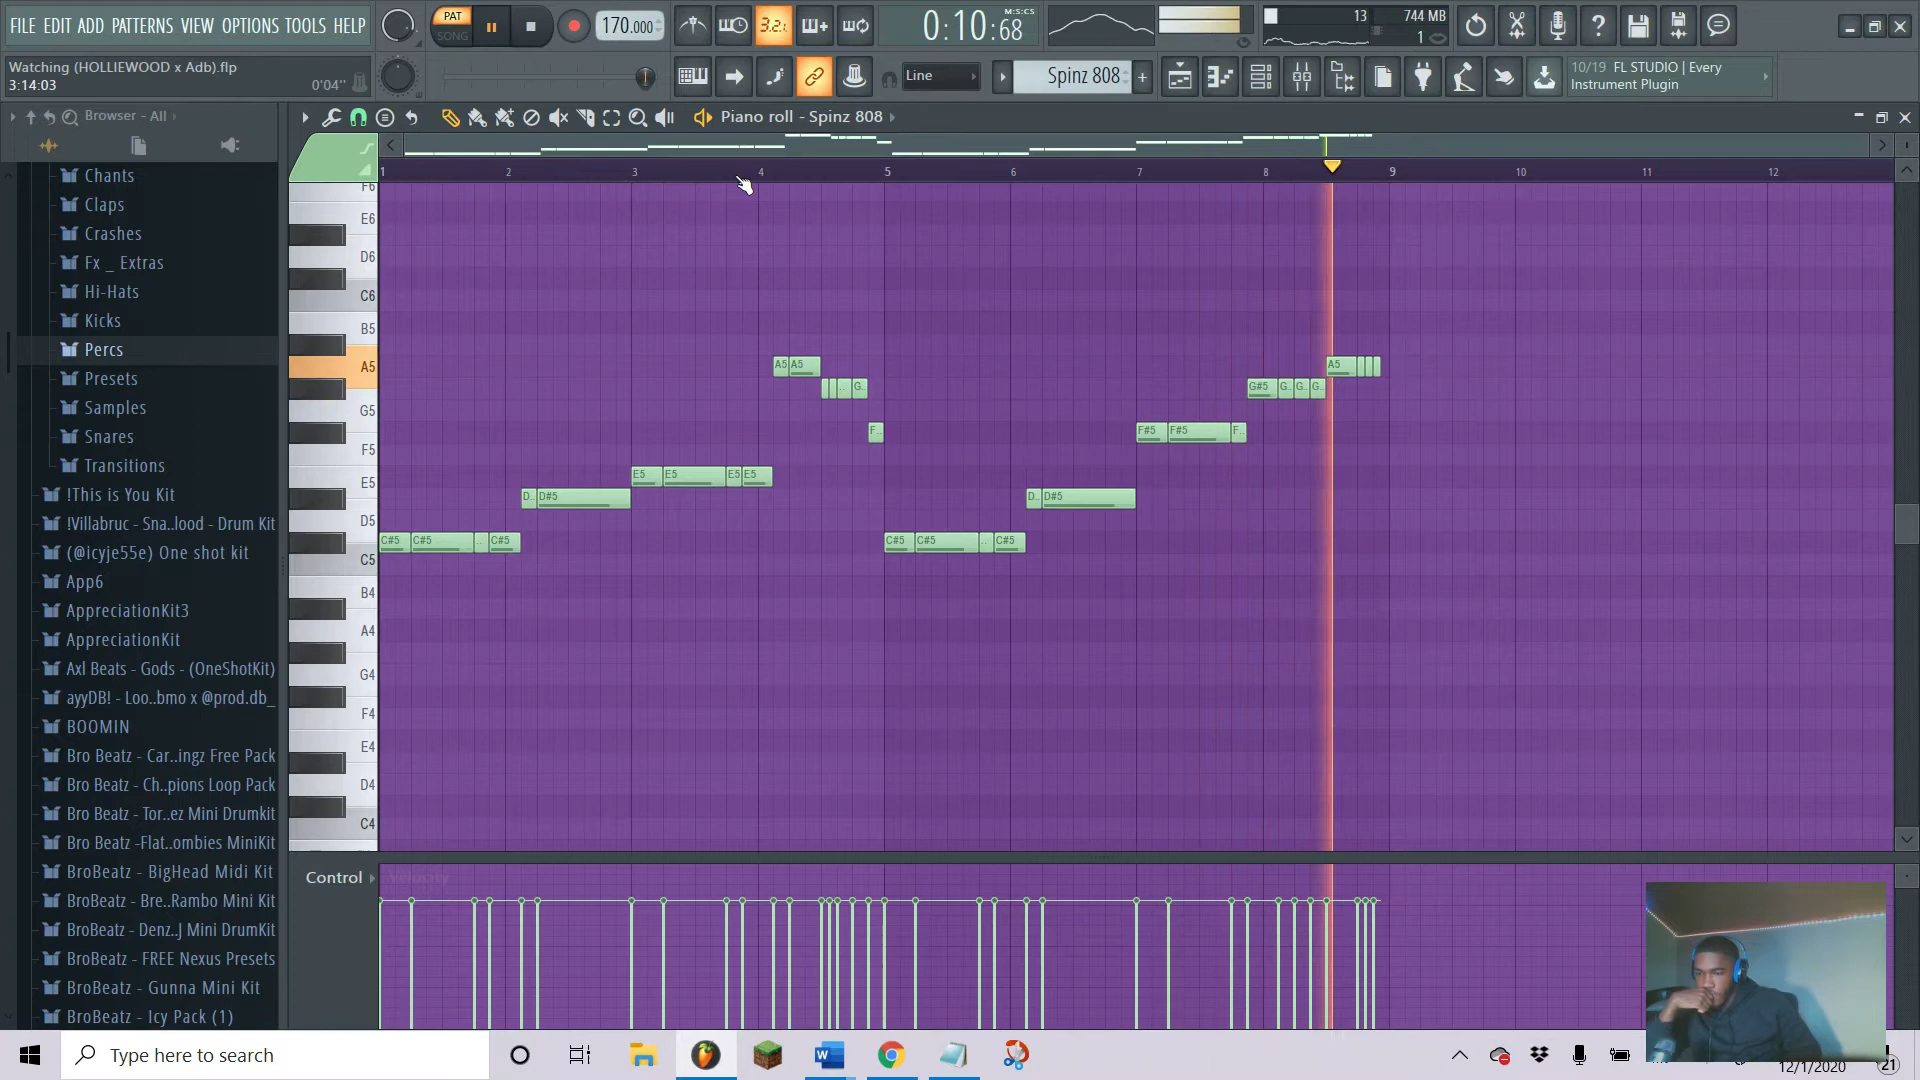 FILE EDIT ADD PATTERNS VIEW OPTIONS TOOLS HELP
PAT
SONG
170.000
3.2.
0:10:68
M:S:CS
13
744 MB
1
Watching (HOLLIEWOOD x Adb).flp
3:14:03
0'04''
Line
Spinz 808
10/19 FL STUDIO | Every
Instrument Plugin
Browser - All
Piano roll - Spinz 808
1 2 3 4 5 6 7 8 9 10 11 12
Chants
Claps
Crashes
Fx _ Extras
Hi-Hats
Kicks
Percs
Presets
Samples
Snares
Transitions
!This is You Kit
!Villabruc - Sna..lood - Drum Kit
(@icyje55e) One shot kit
App6
AppreciationKit3
AppreciationKit
Axl Beats - Gods - (OneShotKit)
ayyDB! - Loo..bmo x @prod.db_
BOOMIN
Bro Beatz - Car..ingz Free Pack
Bro Beatz - Ch..pions Loop Pack
Bro Beatz - Tor..ez Mini Drumkit
Bro Beatz -Flat..ombies MiniKit
BroBeatz - BigHead Midi Kit
BroBeatz - Bre..Rambo Mini Kit
BroBeatz - Denz..J Mini DrumKit
BroBeatz - FREE Nexus Presets
BroBeatz - Gunna Mini Kit
BroBeatz - Icy Pack (1)
F6
E6
D6
C6
B5
A5
G5
F5
E5
D5
C5
B4
A4
G4
F4
E4
D4
C4
A5 A5 A5
G.. G#5 G.. G.. G..
F.. F#5 F#5 F..
E5 E5 E5 E5
D.. D#5 D.. D#5
C#5 C#5 .. C#5 C#5 C#5 .. C#5
Control
Velocity
Type here to search
12/1/2020
21